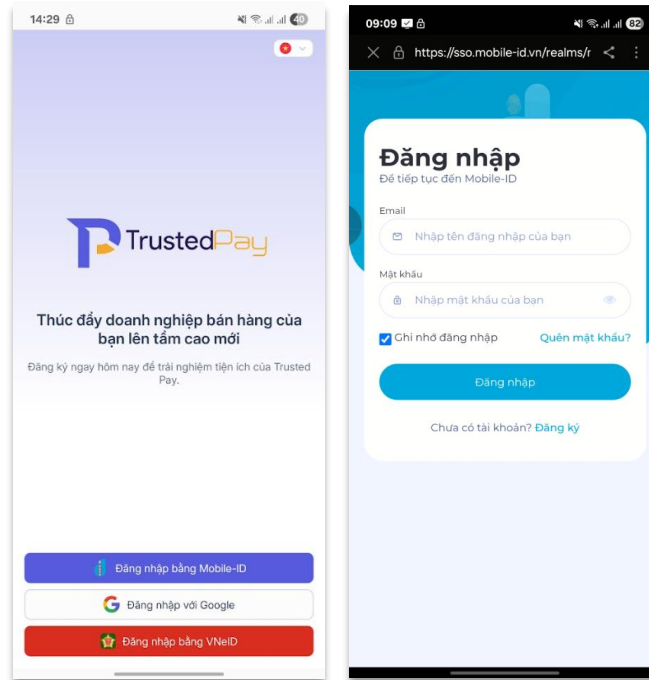 14:29
40
TrustedPay
Thúc đẩy doanh nghiệp bán hàng của
bạn lên tầm cao mới
Đăng ký ngay hôm nay để trải nghiệm tiện ích của Trusted
Pay.
Đăng nhập bằng Mobile-ID
Đăng nhập với Google
Đăng nhập bằng VNeID
09:09
82
https://sso.mobile-id.vn/realms/r
Đăng nhập
Để tiếp tục đến Mobile-ID
Email
Nhập tên đăng nhập của bạn
Mật khẩu
Nhập mật khẩu của bạn
Ghi nhớ đăng nhập
Quên mật khẩu?
Đăng nhập
Chưa có tài khoản? Đăng ký